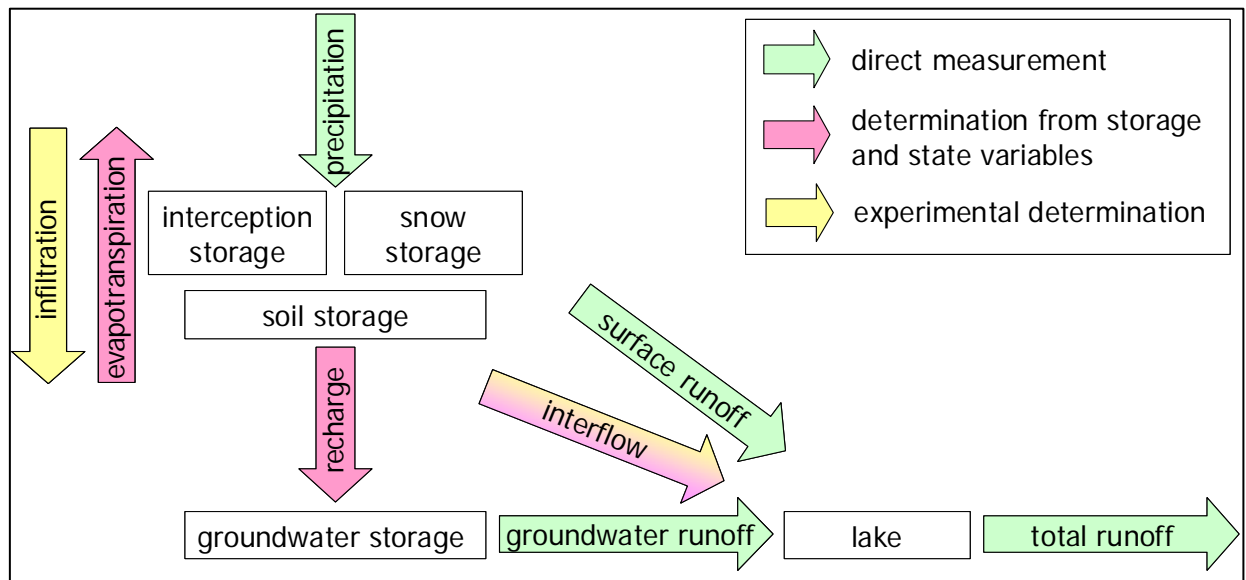 precipitation
direct measurement
determination from storage
and state variables
experimental determination
infiltration
evapotranspiration
interception
storage
snow
storage
soil storage
surface runoff
recharge
interflow
groundwater storage
groundwater runoff
lake
total runoff